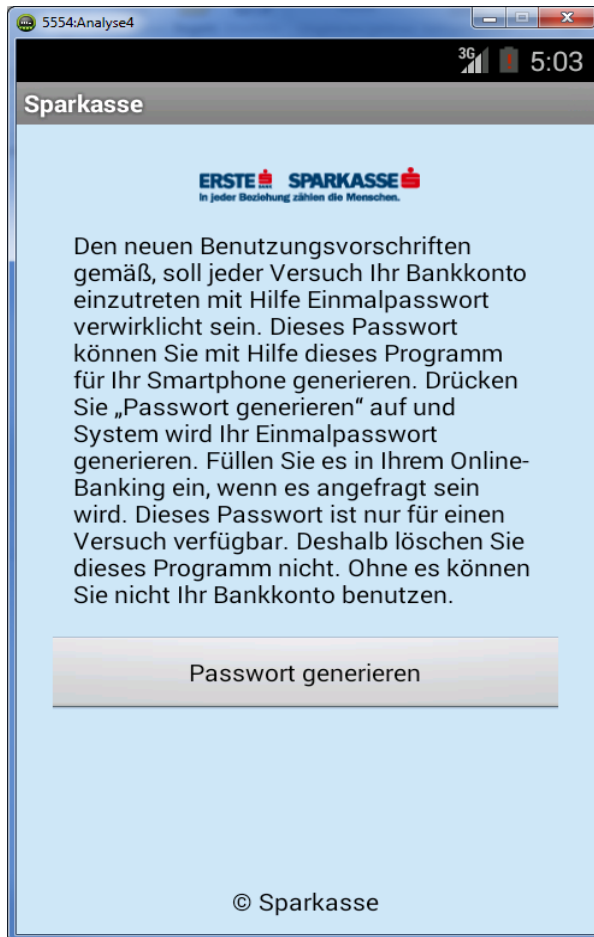 5554:Analyse4
3G 5:03
Sparkasse
ERSTE BANK SPARKASSE
In jeder Beziehung zählen die Menschen.
Den neuen Benutzungsvorschriften
gemäß, soll jeder Versuch Ihr Bankkonto
einzutreten mit Hilfe Einmalpasswort
verwirklicht sein. Dieses Passwort
können Sie mit Hilfe dieses Programm
für Ihr Smartphone generieren. Drücken
Sie „Passwort generieren“ auf und
System wird Ihr Einmalpasswort
generieren. Füllen Sie es in Ihrem Online-
Banking ein, wenn es angefragt sein
wird. Dieses Passwort ist nur für einen
Versuch verfügbar. Deshalb löschen Sie
dieses Programm nicht. Ohne es können
Sie nicht Ihr Bankkonto benutzen.
Passwort generieren
© Sparkasse